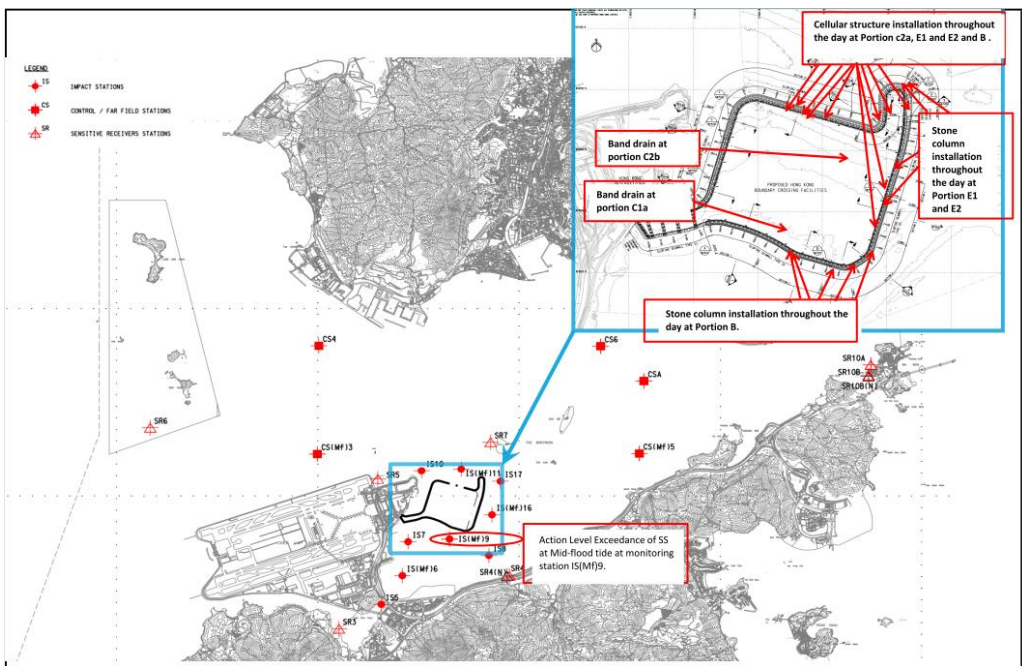 LEGEND
IS IMPACT STATIONS
CS CONTROL / FAR FIELD STATIONS
SR SENSITIVE RECEIVERS STATIONS
Cellular structure installation throughout
the day at Portion c2a, E1 and E2 and B .
Stone
column
installation
throughout
the day at
Portion E1
and E2
Band drain at
portion C2b
Band drain at
portion C1a
PROPOSED HONG KONG
BOUNDARY CROSSING FACILITIES
Stone column installation throughout the
day at Portion B.
CS4
CS6
CSA
SR10A
SR10B
SR10B(N)
SR6
SR7
CS(Mf)3
CS(Mf)5
SR5
IS10
IS(Mf)11
IS17
IS(Mf)16
IS7
IS(Mf)9
IS8
IS(Mf)6
SR4(N)
SR4
IS5
SR3
Action Level Exceedance of SS
at Mid-flood tide at monitoring
station IS(Mf)9.